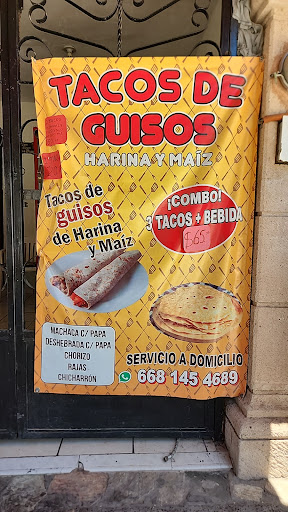 TACOS DE
GUISOS
HARINA Y MAÍZ
Tacos de
guisos
de Harina
y Maíz
¡COMBO!
3 TACOS + BEBIDA
$65
MACHACA C/ PAPA
DESHEBRADA C/ PAPA
CHORIZO
RAJAS
CHICHARRON
SERVICIO A DOMICILIO
668 145 4689